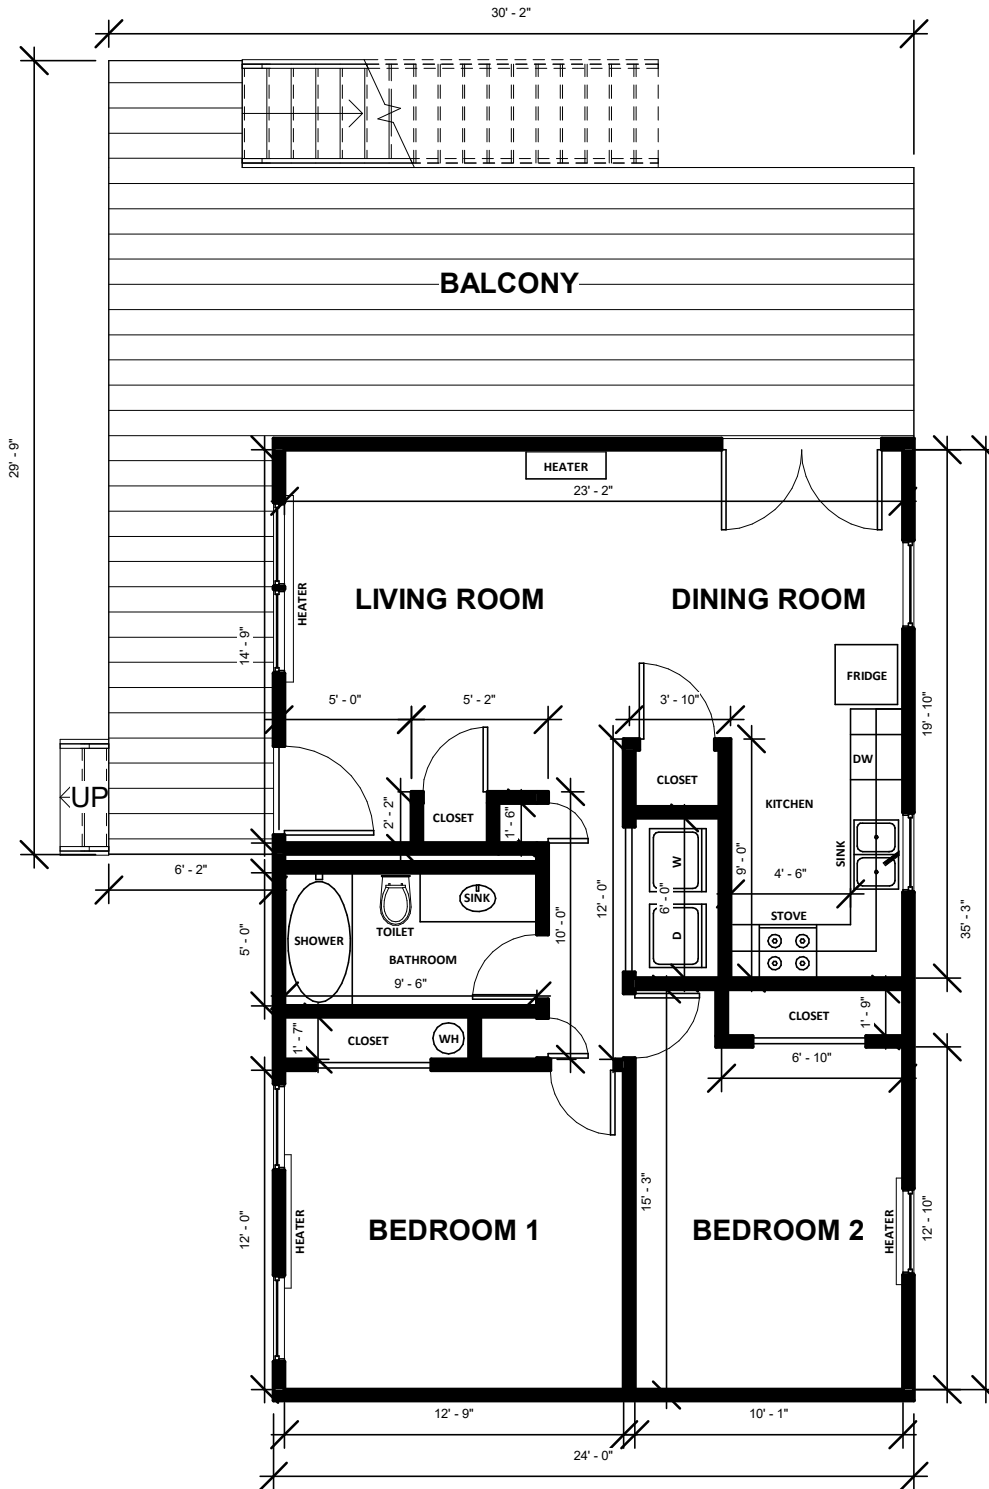 30' - 2"
29' - 9"
BALCONY
HEATER
23' - 2"
HEATER
LIVING ROOM
DINING ROOM
14' - 9"
FRIDGE
5' - 0"
5' - 2"
3' - 10"
19' - 10"
DW
CLOSET
UP
KITCHEN
CLOSET
2' - 2"
1' - 6"
SINK
W
9' - 0"
6' - 2"
4' - 6"
6' - 0"
12' - 0"
SINK
STOVE
10' - 0"
D
35' - 3"
5' - 0"
SHOWER
TOILET
BATHROOM
9' - 6"
1' - 9"
CLOSET
1' - 7"
CLOSET
WH
6' - 10"
15' - 3"
12' - 0"
HEATER
BEDROOM 1
BEDROOM 2
HEATER
12' - 10"
12' - 9"
10' - 1"
24' - 0"